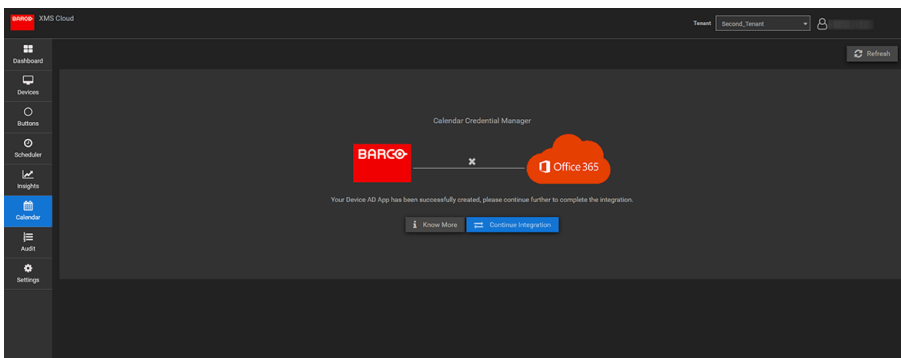 BARCO XMS Cloud
Tenant Second_Tenant
Refresh
Dashboard
Devices
Buttons
Scheduler
Insights
Calendar
Audit
Settings
Calendar Credential Manager
BARCO
Office 365
Your Device AD App has been successfully created, please continue further to complete the integration.
Know More
Continue Integration